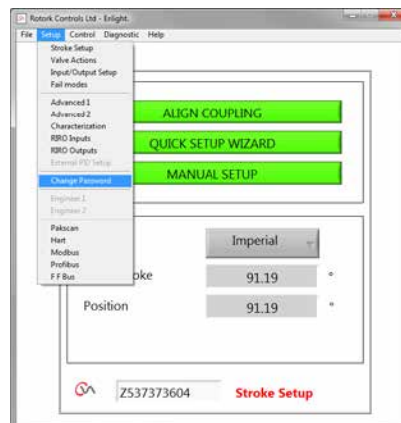 Rotork Controls Ltd - Enlight.
File Setup Control Diagnostic Help
Stroke Setup
Valve Actions
Input/Output Setup
Fail modes
Advanced 1
Advanced 2
Characterization
RIRO Inputs
RIRO Outputs
External PID Setup
Change Password
Engineer 1
Engineer 2
Pakscan
Hart
Modbus
Profibus
F F Bus
ALIGN COUPLING
QUICK SETUP WIZARD
MANUAL SETUP
Imperial
oke 91.19 °
Position 91.19 °
Z537373604 Stroke Setup